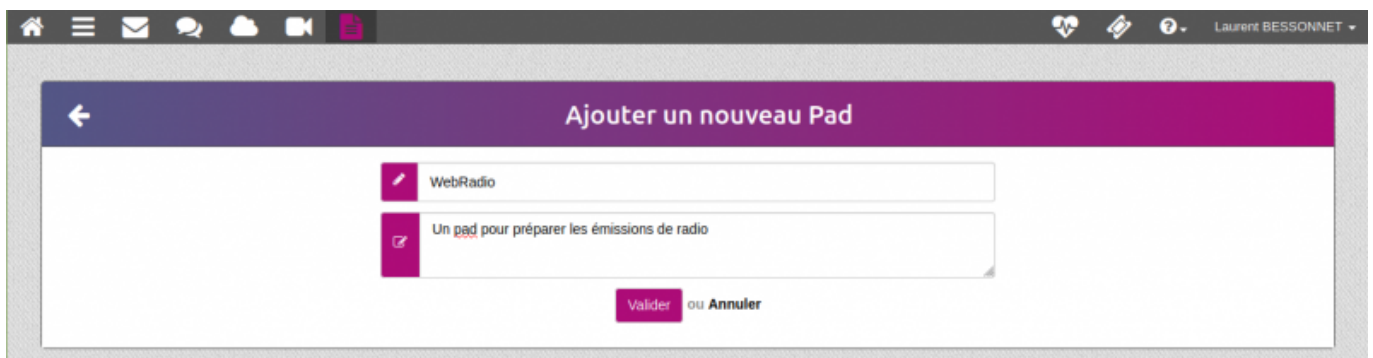 Laurent BESSONNET
Ajouter un nouveau Pad
WebRadio
Un pad pour préparer les émissions de radio
Valider ou Annuler